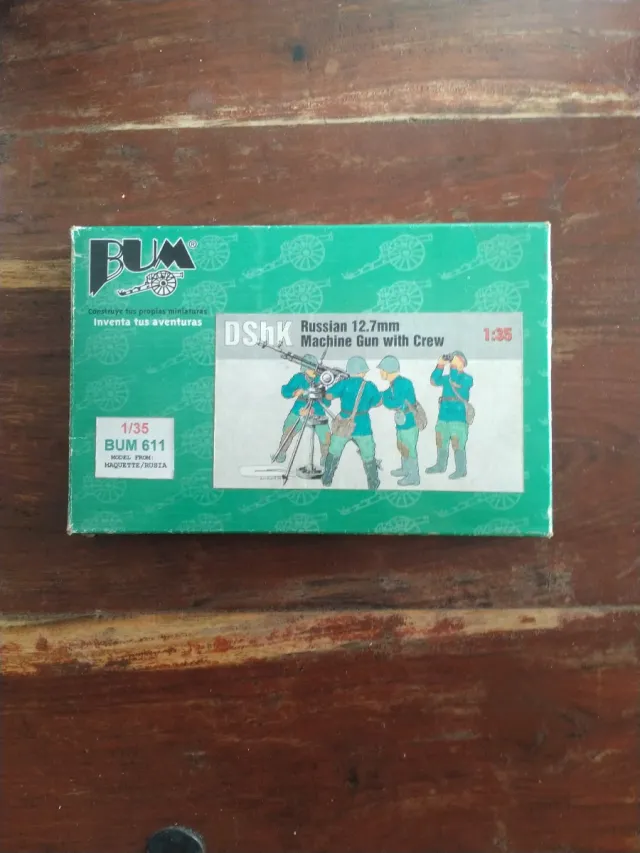 BUM®
Construye tus propias miniaturas
Inventa tus aventuras
DShK Russian 12.7mm
Machine Gun with Crew
1:35
1/35
BUM 611
MODEL FROM:
MAQUETTE/RUSIA